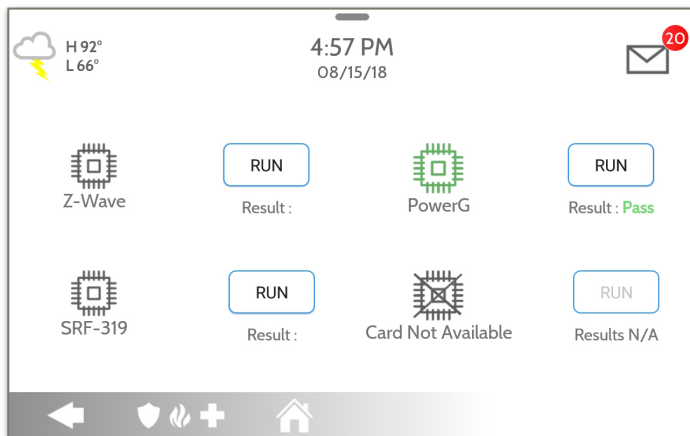 H 92°
L 66°
4:57 PM
08/15/18
20
Z-Wave
RUN
Result :
PowerG
RUN
Result : Pass
SRF-319
RUN
Result :
Card Not Available
RUN
Results N/A